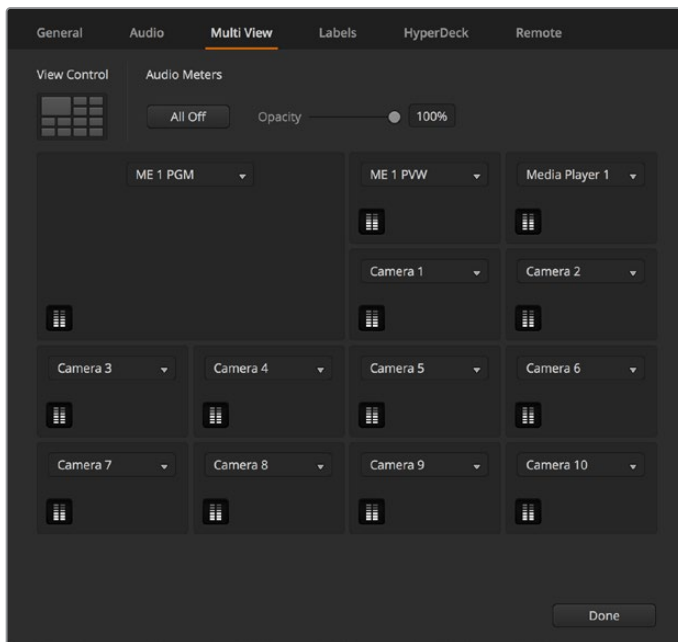 General Audio Multi View Labels HyperDeck Remote
View Control Audio Meters
All Off Opacity 100%
ME 1 PGM ME 1 PVW Media Player 1
Camera 1 Camera 2
Camera 3 Camera 4 Camera 5 Camera 6
Camera 7 Camera 8 Camera 9 Camera 10
Done